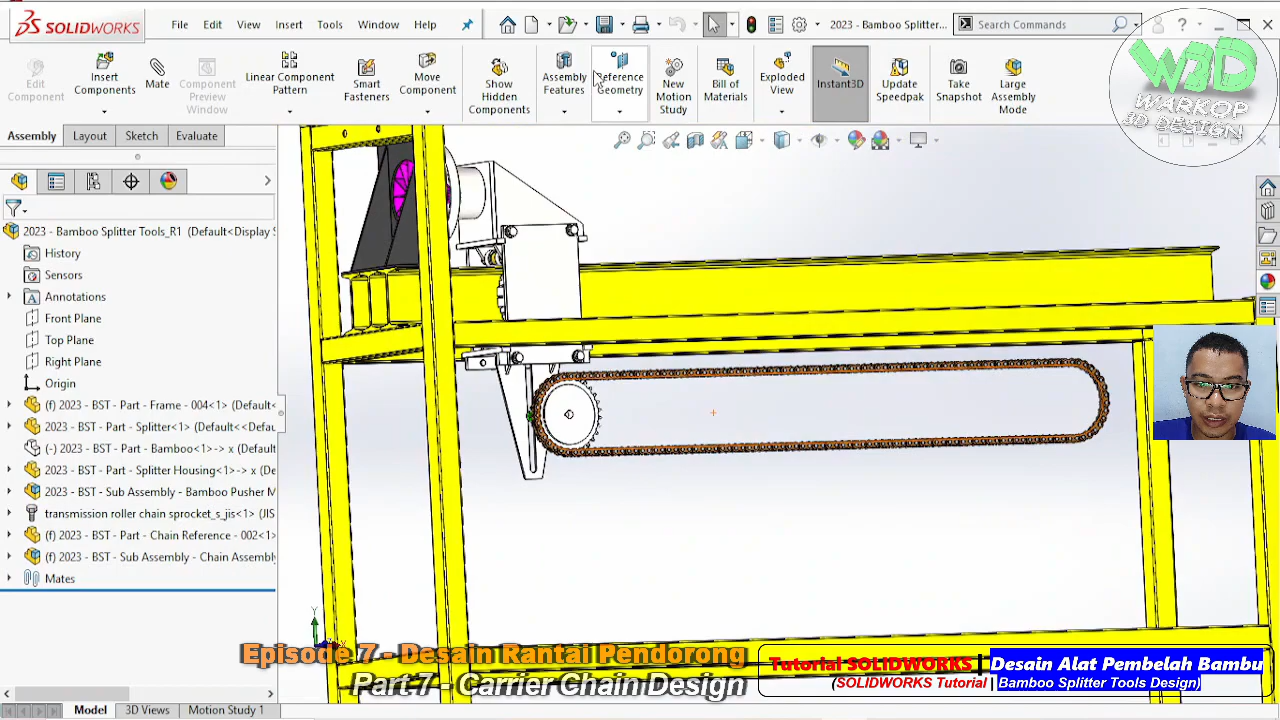 SOLIDWORKS
File
Edit
View
Insert
Tools
Window
Help
2023 - Bamboo Splitter...
Search Commands
Edit
Component
Insert
Components
Mate
Component
Preview
Window
Linear Component
Pattern
Smart
Fasteners
Move
Component
Show
Hidden
Components
Assembly
Features
Reference
Geometry
New
Motion
Study
Bill of
Materials
Exploded
View
Instant3D
Update
Speedpak
Take
Snapshot
Large
Assembly
Mode
W3D
WARKOP
3D DESIGN
Assembly
Layout
Sketch
Evaluate
2023 - Bamboo Splitter Tools_R1 (Default<Display S
History
Sensors
Annotations
Front Plane
Top Plane
Right Plane
Origin
(f) 2023 - BST - Part - Frame - 004<1> (Default<
2023 - BST - Part - Splitter<1> (Default<<Defau
(-) 2023 - BST - Part - Bamboo<1> -> x (Default
2023 - BST - Part - Splitter Housing<1> -> x (De
2023 - BST - Sub Assembly - Bamboo Pusher M
transmission roller chain sprocket_s_jis<1> (JIS
(f) 2023 - BST - Part - Chain Reference - 002<1>
(f) 2023 - BST - Sub Assembly - Chain Assembly
Mates
Episode 7 - Desain Rantai Pendorong
Part 7 - Carrier Chain Design
Tutorial SOLIDWORKS | Desain Alat Pembelah Bambu
(SOLIDWORKS Tutorial | Bamboo Splitter Tools Design)
Model
3D Views
Motion Study 1